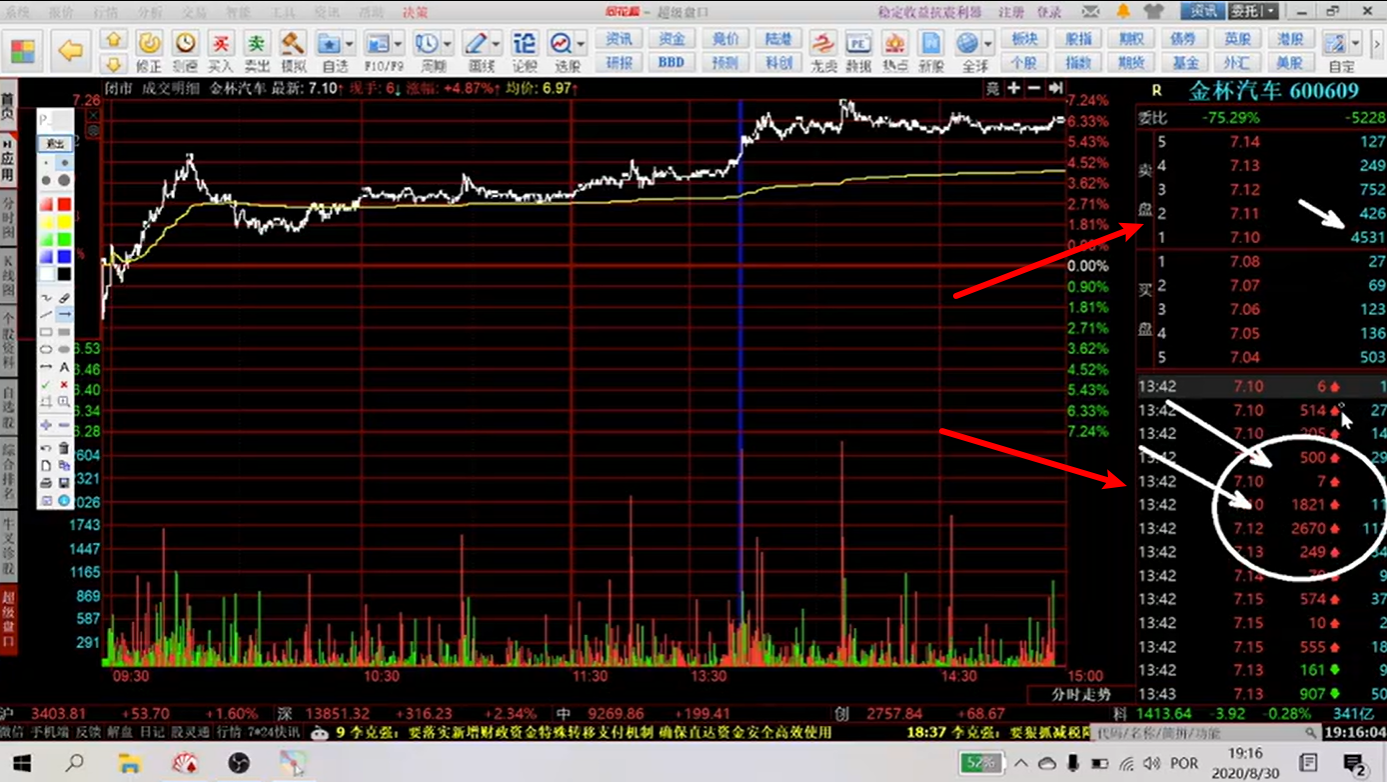 系统 报价 行情 分析 交易 智能 工具 资讯 帮助 决策 同花顺 - 超级盘口 稳定收益抗震利器 注册 登录 资讯 委托
修正 测速 买入 卖出 模拟 自选 F10/F9 周期 画线 论股 选股 资讯 资金 竞价 陆港 龙虎 数据 热点 新股 全球 板块 股指 期权 债券 英股 港股 自定
研报 BBD 预测 科创 个股 指数 期货 基金 外汇 美股
首页
应用
分时图
K线图
个股资料
自选股
综合排名
牛叉诊股
超级盘口
闭市 成交明细 金杯汽车 最新: 7.10↑ 现手: 6↓ 涨幅: +4.87%↑ 均价: 6.97↑ 竞
退出
A
7.26
6.53
6.46
6.40
6.34
6.28
2604
2321
2026
1743
1447
1165
869
587
291
7.24%
6.33%
5.43%
4.52%
3.62%
2.71%
1.81%
0.00%
0.90%
1.81%
2.71%
3.62%
4.52%
5.43%
6.33%
7.24%
09:30 10:30 11:30 13:30 14:30 15:00
分时走势
R 金杯汽车 600609
委比 -75.29% -5228
卖盘
5 7.14 127
4 7.13 249
3 7.12 752
2 7.11 426
1 7.10 4531
买盘
1 7.08 27
2 7.07 69
3 7.06 123
4 7.05 136
5 7.04 503
13:42 7.10 6 1
13:42 7.10 514 27
13:42 7.10 205 14
13:42 500 29
13:42 7.10 7
13:42 1821 11
13:42 7.12 2670 11
13:42 7.13 249
13:42 7.14 9
13:42 7.15 574 37
13:42 7.15 10 2
13:42 7.15 555 18
13:42 7.13 161 9
13:43 7.13 907 50
沪 3403.81 +53.70 +1.60% 深 13851.32 +316.23 +2.34% 中 9269.86 +199.41 创 2757.84 +68.67 科 1413.64 -3.92 -0.28% 341亿
微信 手机端 反馈 解盘 日记 股灵通 行情 7*24快讯 9 李克强：要落实新增财政资金特殊转移支付机制 确保直达资金安全高效使用 18:37 李克强：要狠抓减税降 代码/名称/简拼/功能 19:16:04
52% POR 19:16
2020/8/30 2